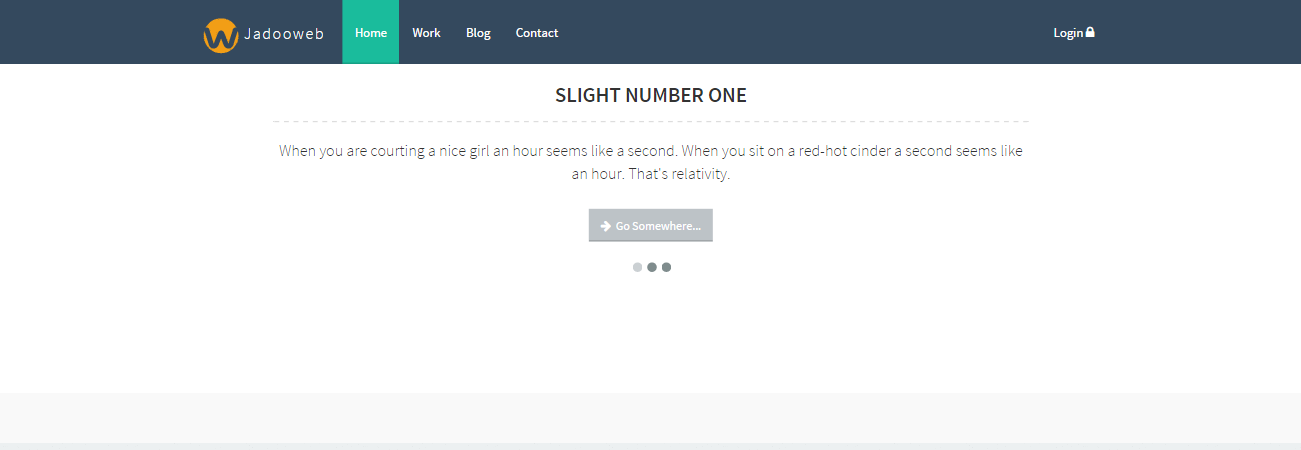 Jadooweb
Home
Work
Blog
Contact
Login
SLIGHT NUMBER ONE
When you are courting a nice girl an hour seems like a second. When you sit on a red-hot cinder a second seems like
an hour. That's relativity.
Go Somewhere...